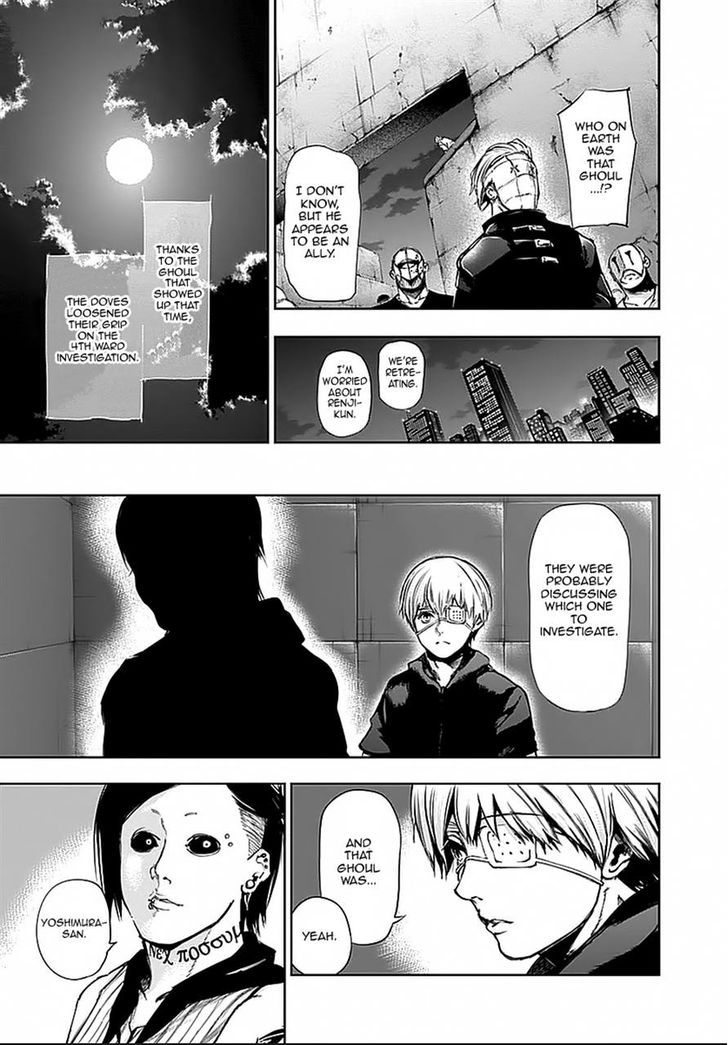 WHO ON
EARTH
WAS
THAT
GHOUL
...!?
I DON'T
KNOW,
BUT HE
APPEARS
TO BE AN
ALLY.
WE'RE
RETRE-
ATING.
I'M
WORRIED
ABOUT
RENJI-
KUN.
THANKS
TO THE
GHOUL
THAT
SHOWED
UP THAT
TIME,
THE DOVES
LOOSENED
THEIR GRIP
ON THE
4TH WARD
INVESTIGATION.
THEY WERE
PROBABLY
DISCUSSING
WHICH ONE
TO
INVESTIGATE.
AND
THAT
GHOUL
WAS...
YEAH.
YOSHIMURA-
SAN.